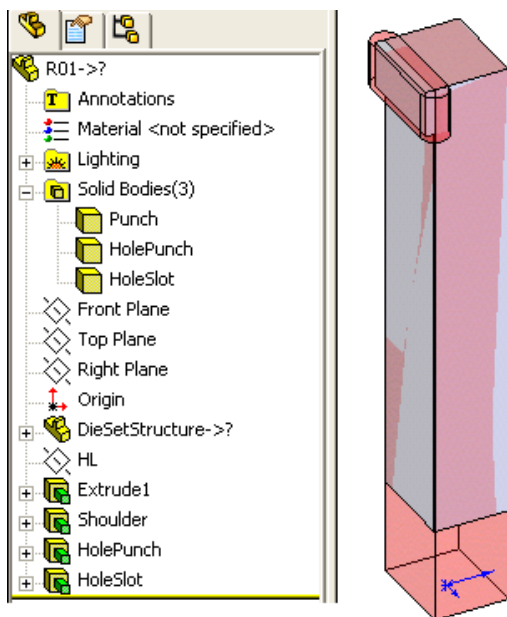 R01->?
T Annotations
Material <not specified>
Lighting
Solid Bodies(3)
Punch
HolePunch
HoleSlot
Front Plane
Top Plane
Right Plane
Origin
DieSetStructure->?
HL
Extrude1
Shoulder
HolePunch
HoleSlot